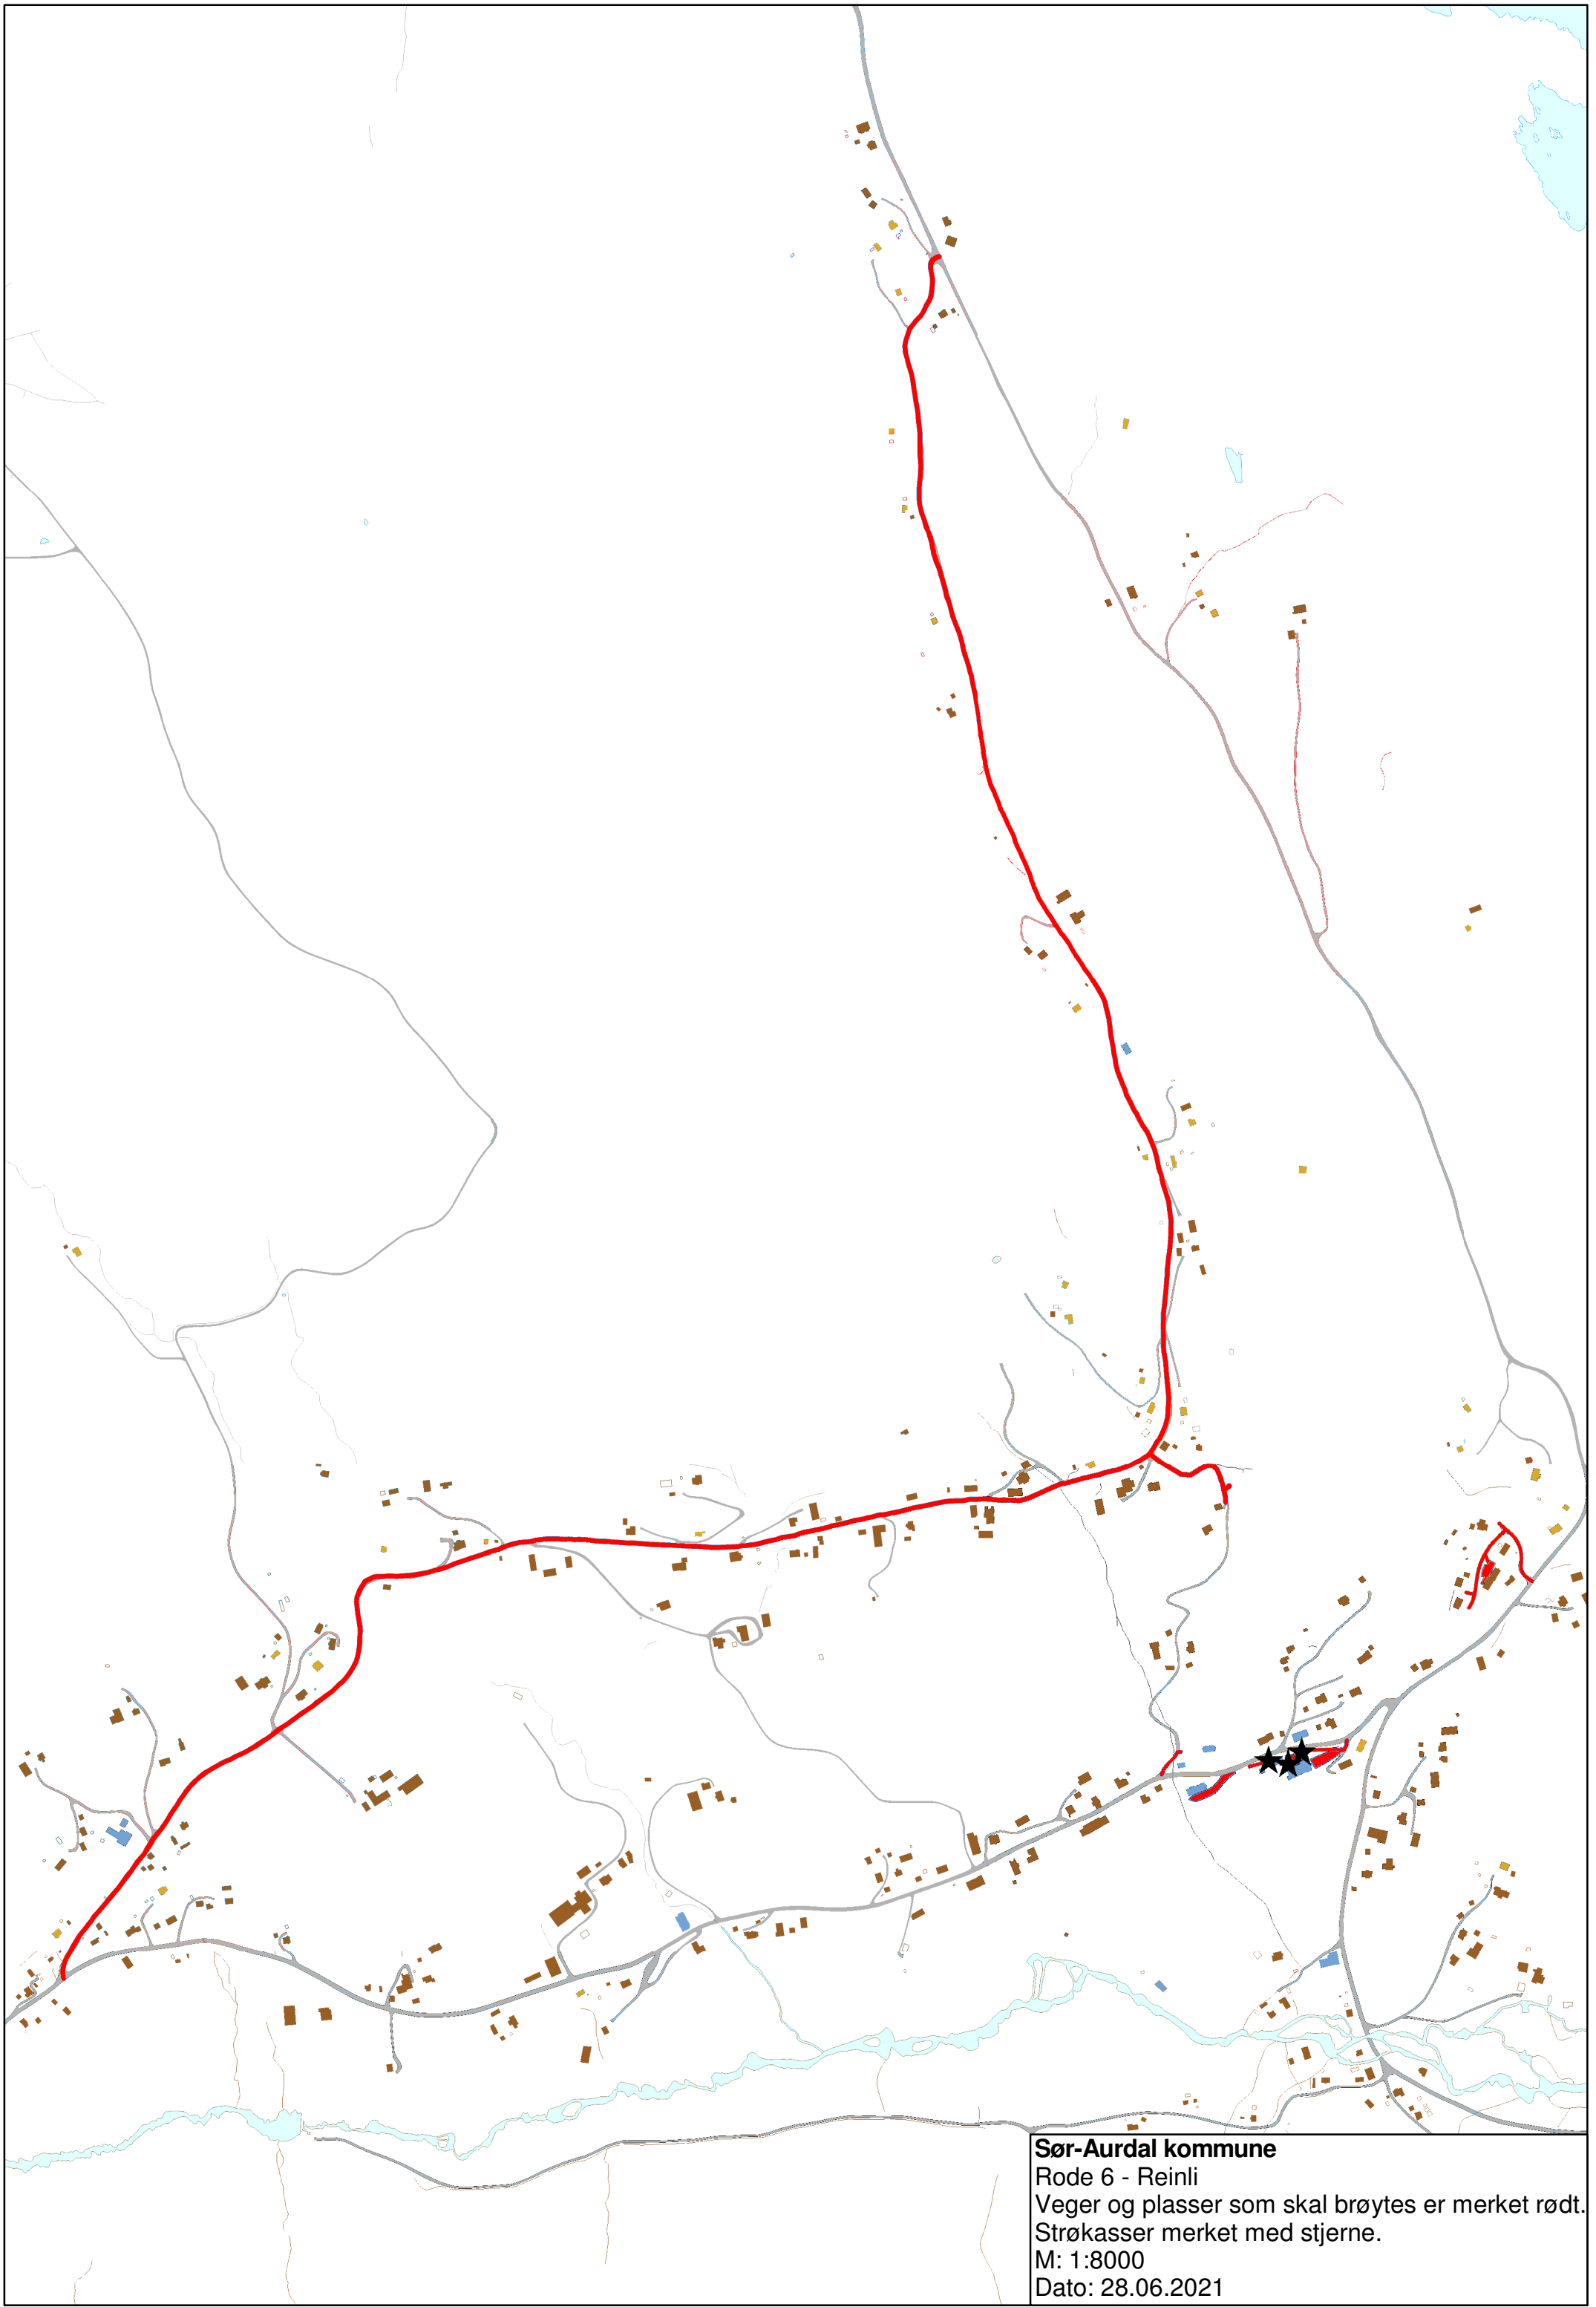 Sør-Aurdal kommune
Rode 6 - Reinli
Veger og plasser som skal brøytes er merket rødt.
Strøkasser merket med stjerne.
M: 1:8000
Dato: 28.06.2021